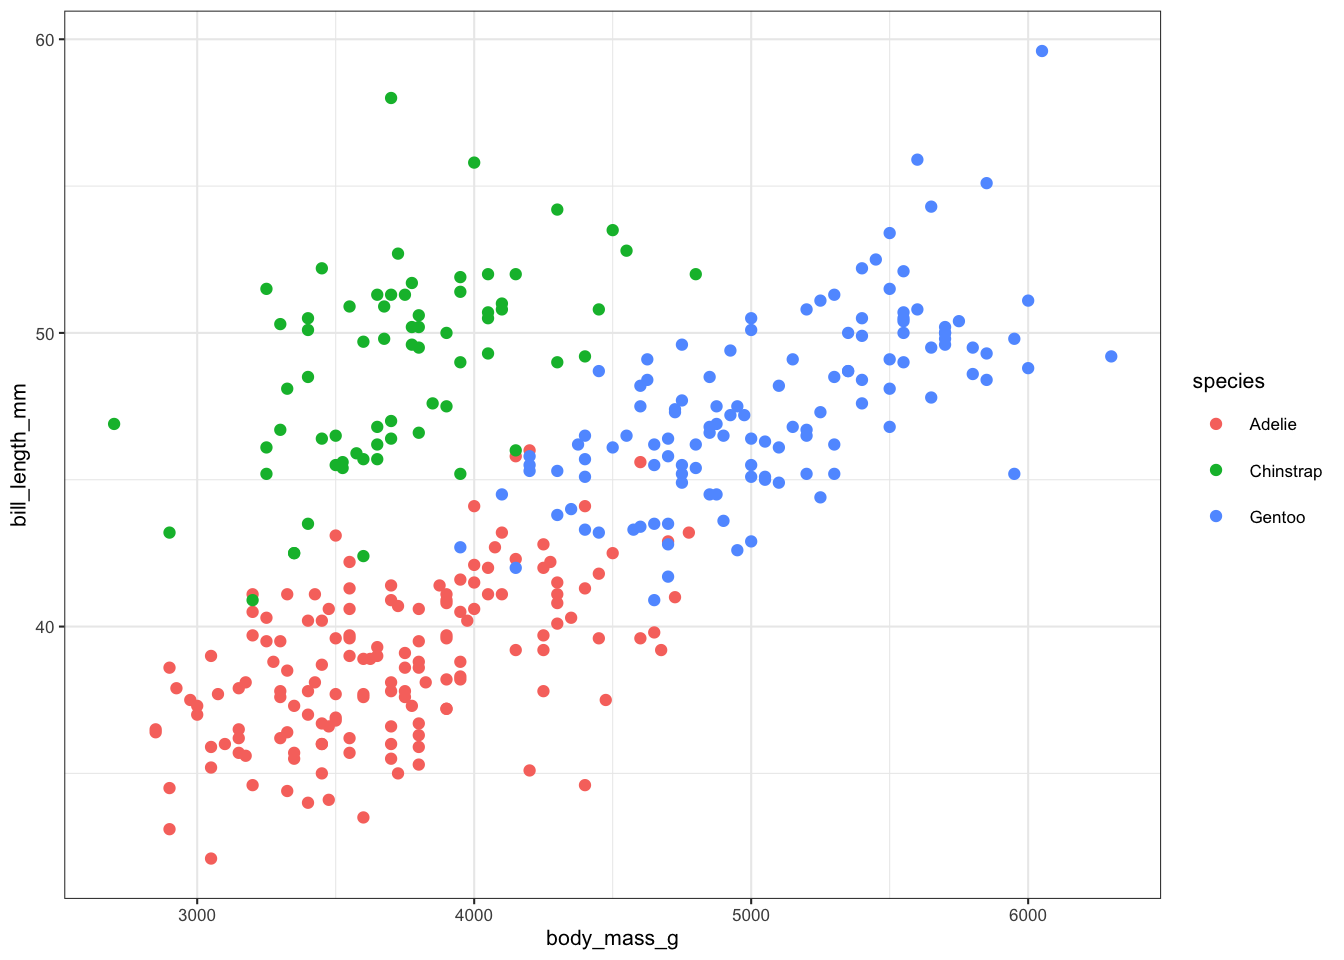 60
50
40
bill_length_mm
3000 4000 5000 6000
body_mass_g
species
Adelie
Chinstrap
Gentoo